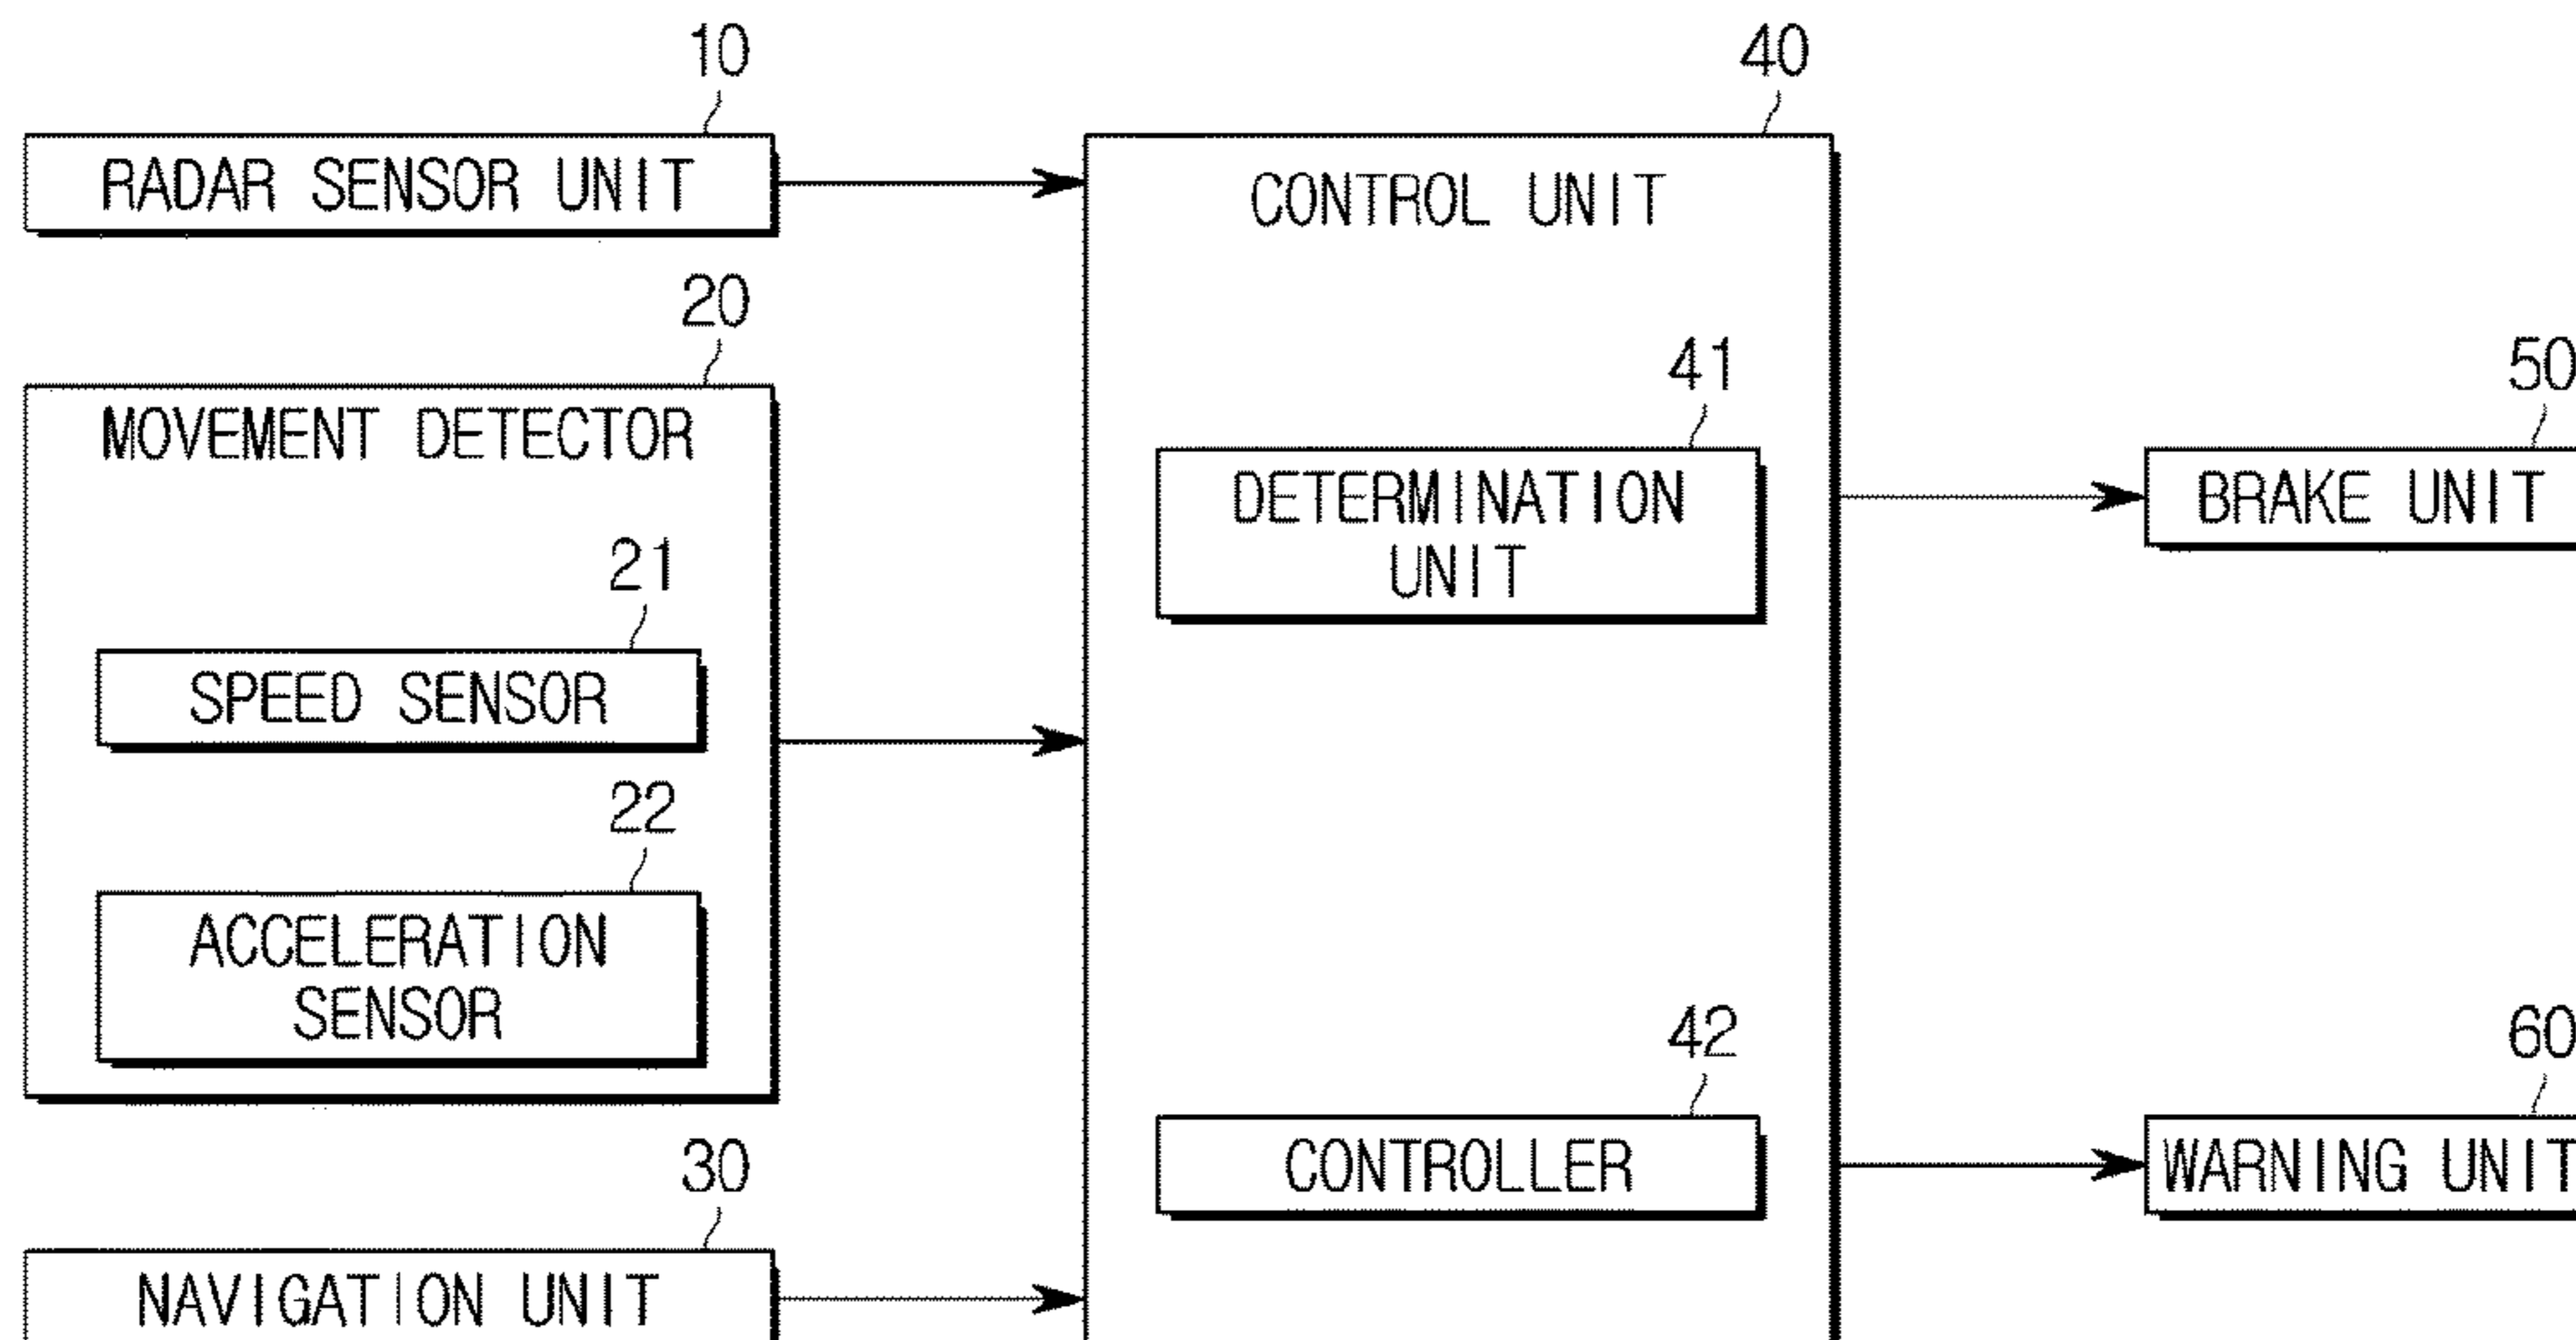 10
RADAR SENSOR UNIT
20
MOVEMENT DETECTOR
21
SPEED SENSOR
22
ACCELERATION
SENSOR
30
NAVIGATION UNIT
40
CONTROL UNIT
41
DETERMINATION
UNIT
42
CONTROLLER
50
BRAKE UNIT
60
WARNING UNIT